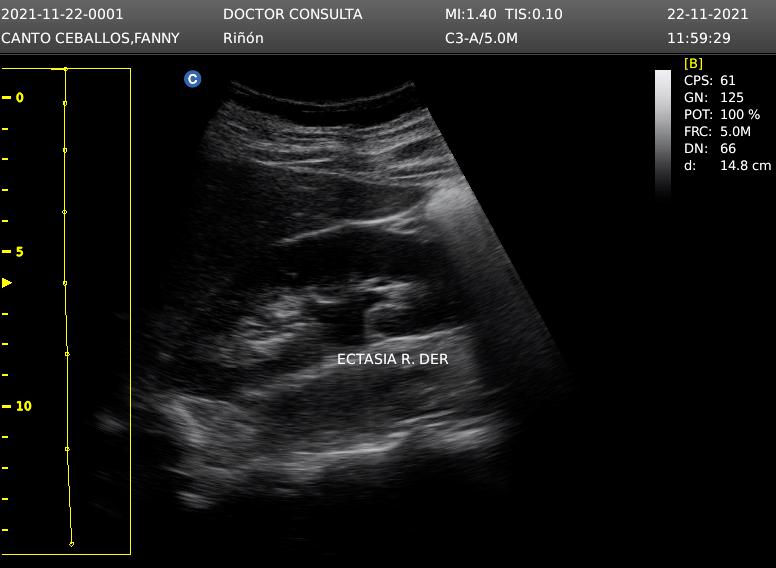 2021-11-22-0001 DOCTOR CONSULTA MI:1.40 TIS:0.10 22-11-2021
CANTO CEBALLOS,FANNY Riñón C3-A/5.0M 11:59:29
[B]
CPS: 61
GN: 125
POT: 100 %
FRC: 5.0M
DN: 66
d: 14.8 cm
C
0
5
10
ECTASIA R. DER